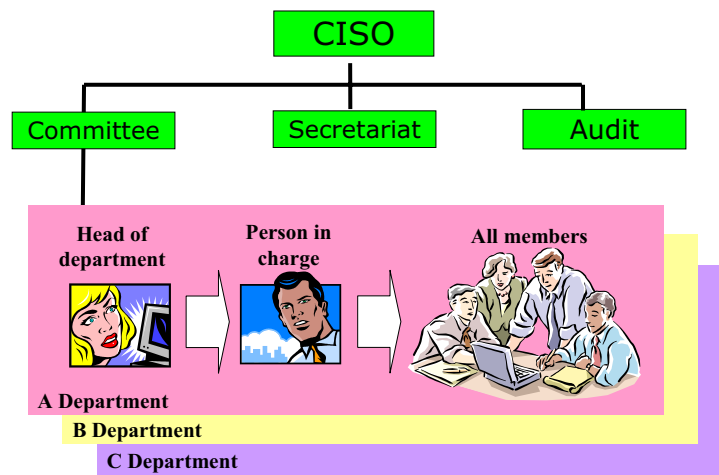 CISO
Committee
Secretariat
Audit
Head of
department
Person in
charge
All members
A Department
B Department
C Department